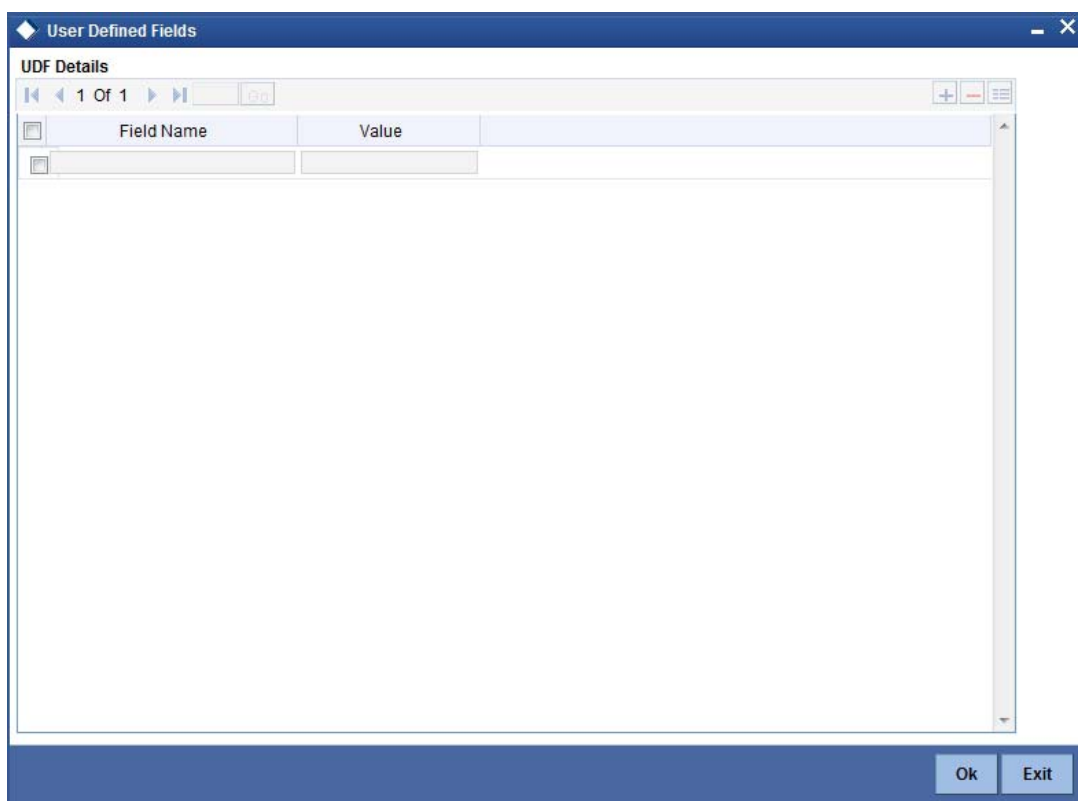 User Defined Fields
UDF Details
1 Of 1 Go
Field Name Value
Ok Exit